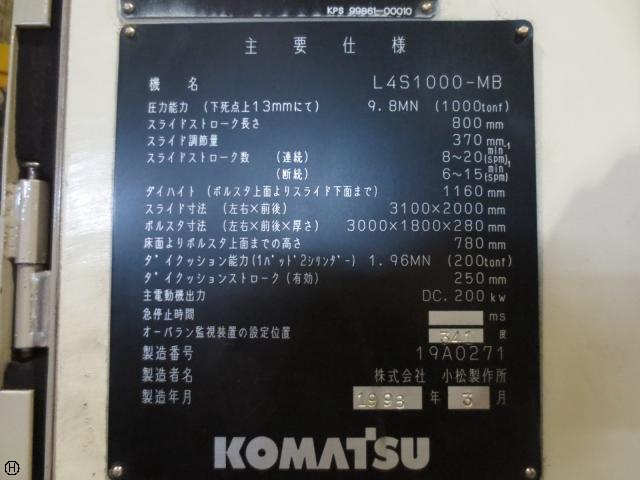 KPS 99861-00010
主要仕様
機名 L4S1000-MB
圧力能力 (下死点上13mmにて) 9.8MN (1000tonf)
スライドストローク長さ 800mm
スライド調節量 370mm
スライドストローク数 (連続) 8~20 min-1 (spm)
(断続) 6~15 min-1 (spm)
ダイハイト (ボルスタ上面よりスライド下面まで) 1160mm
スライド寸法 (左右×前後) 3100×2000mm
ボルスタ寸法 (左右×前後×厚さ) 3000×1800×280mm
床面よりボルスタ上面までの高さ 780mm
ダイクッション能力(1パッド2シリンダー) 1.96MN (200tonf)
ダイクッションストローク(有効) 250mm
主電動機出力 DC.200kw
急停止時間 ms
オーバラン監視装置の設定位置 341 度
製造番号 19A0271
製造者名 株式会社 小松製作所
製造年月 1998 年 3 月
KOMATSU
H